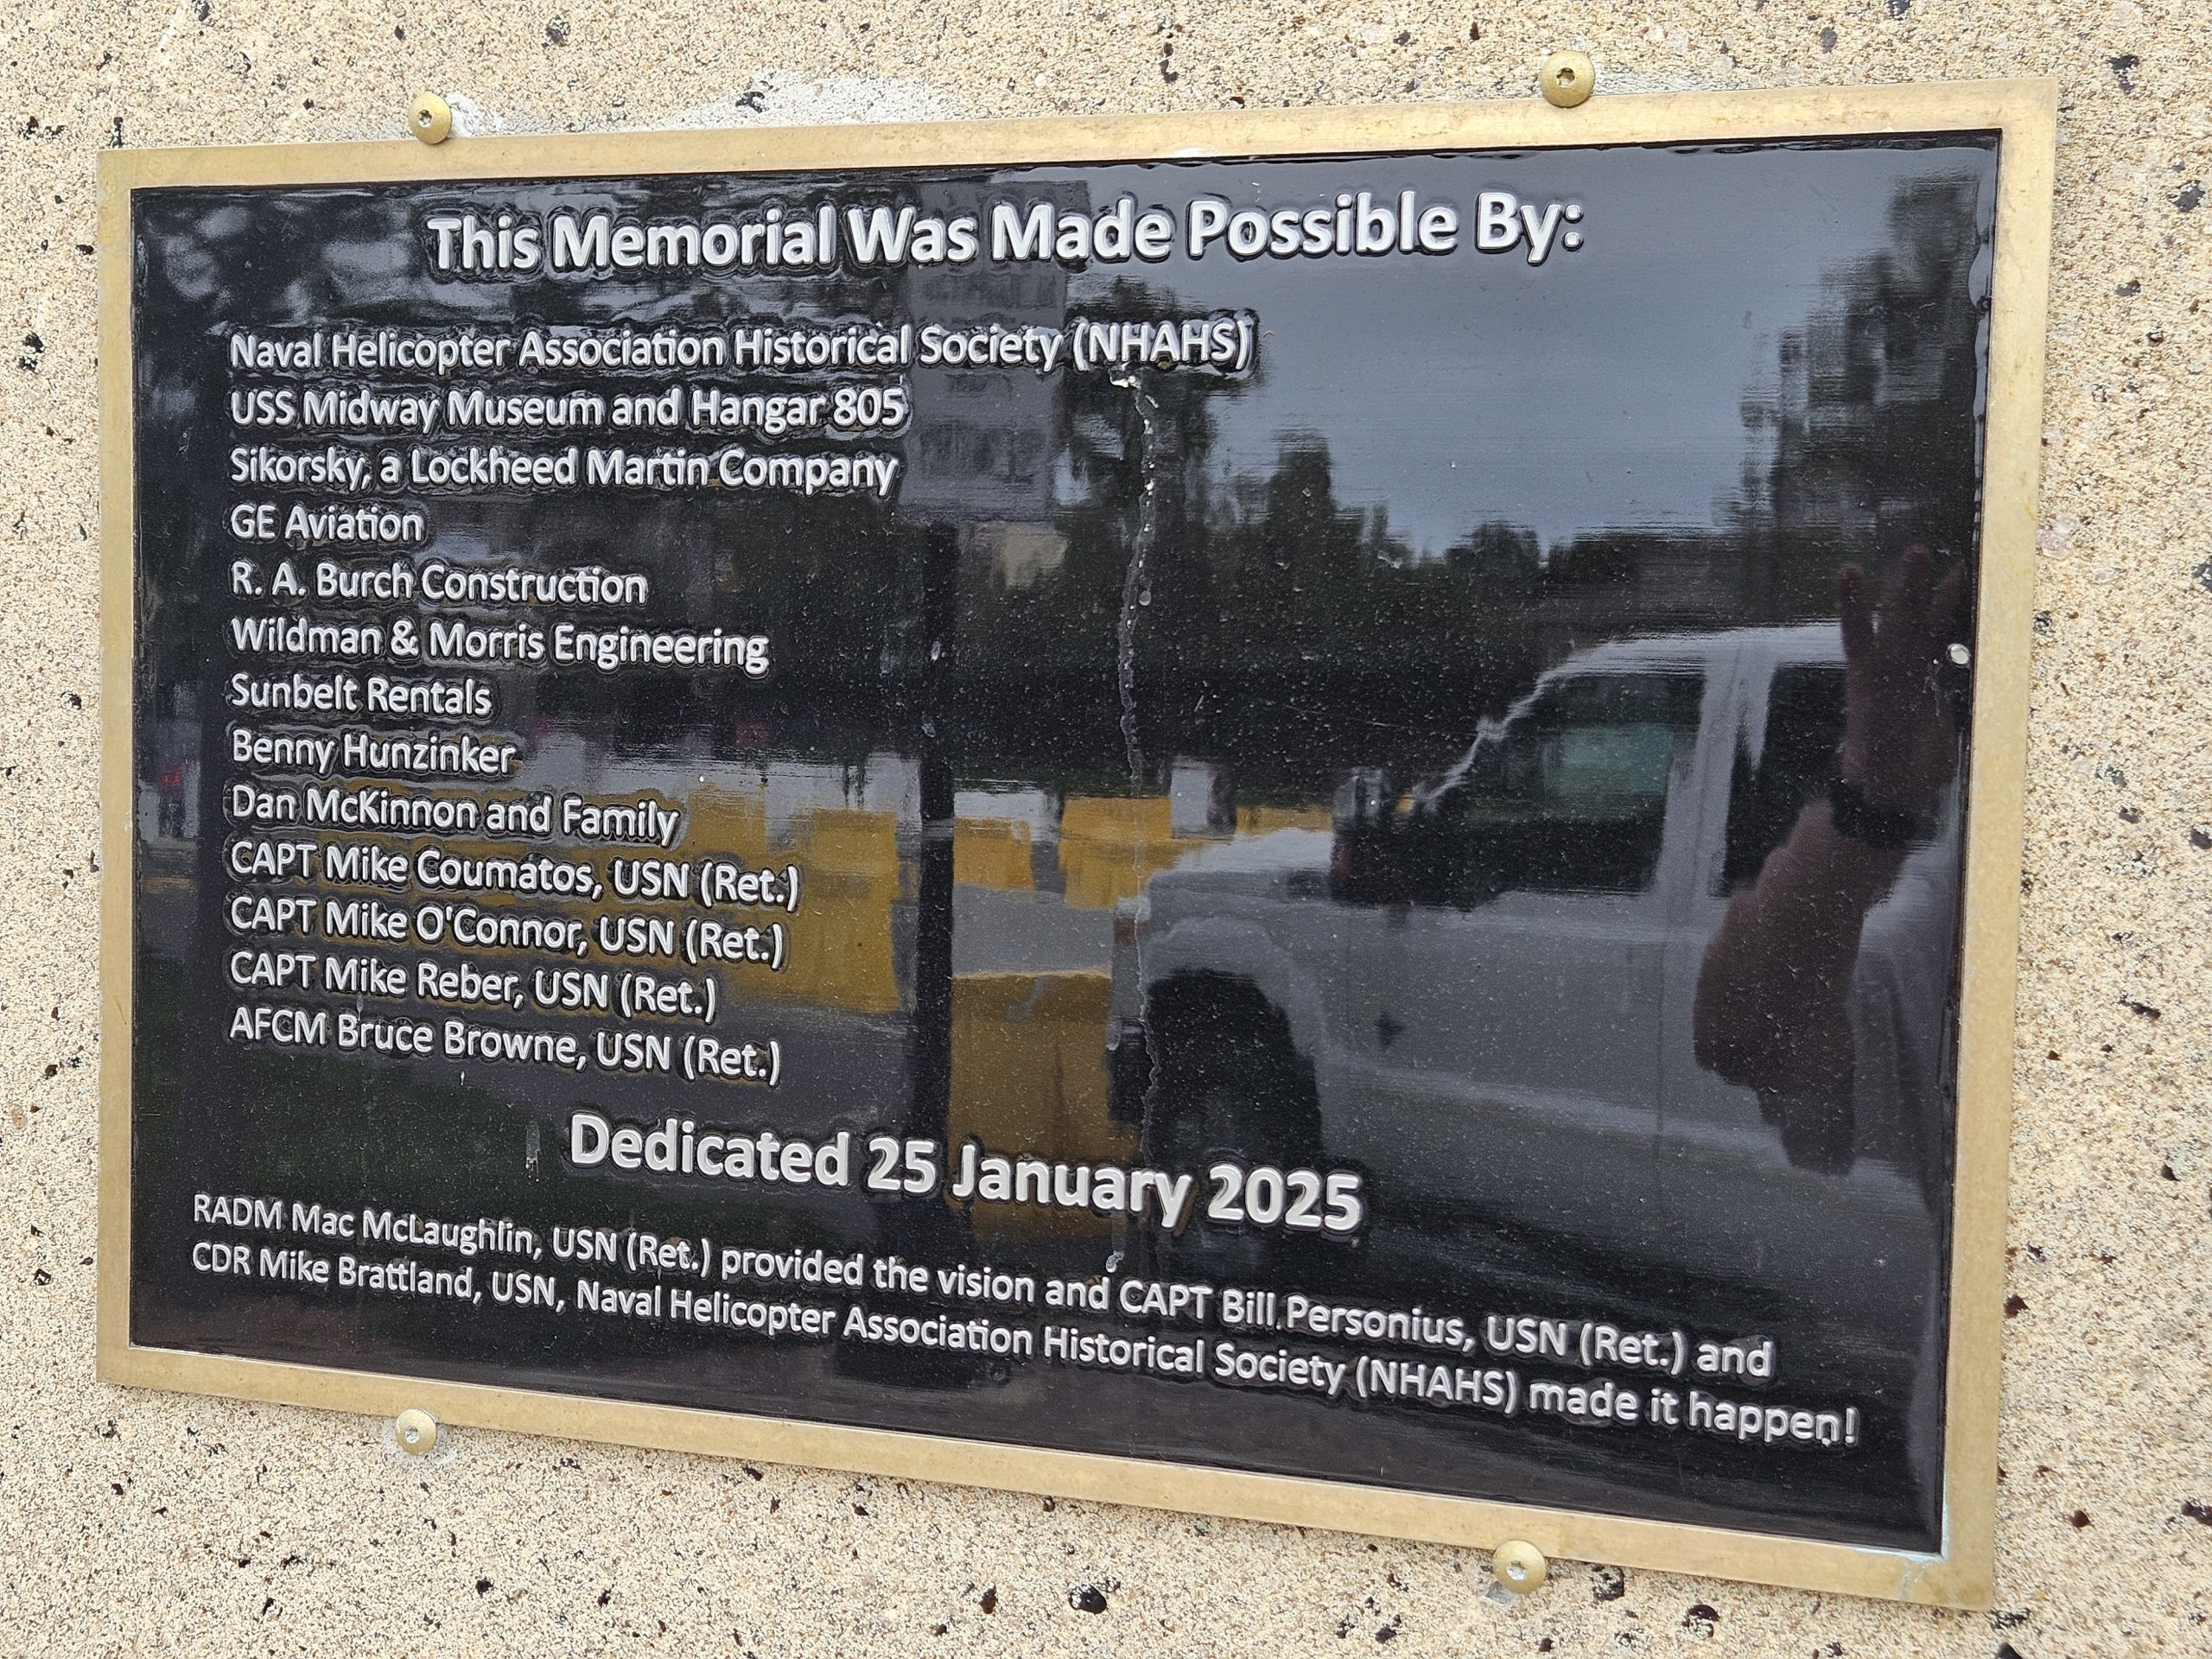 This Memorial Was Made Possible By:
Naval Helicopter Association Historical Society (NHAHS)
USS Midway Museum and Hangar 805
Sikorsky, a Lockheed Martin Company
GE Aviation
R. A. Burch Construction
Wildman & Morris Engineering
Sunbelt Rentals
Benny Hunzinker
Dan McKinnon and Family
CAPT Mike Coumatos, USN (Ret.)
CAPT Mike O'Connor, USN (Ret.)
CAPT Mike Reber, USN (Ret.)
AFCM Bruce Browne, USN (Ret.)
Dedicated 25 January 2025
RADM Mac McLaughlin, USN (Ret.) provided the vision and CAPT Bill Personius, USN (Ret.) and
CDR Mike Brattland, USN, Naval Helicopter Association Historical Society (NHAHS) made it happen!